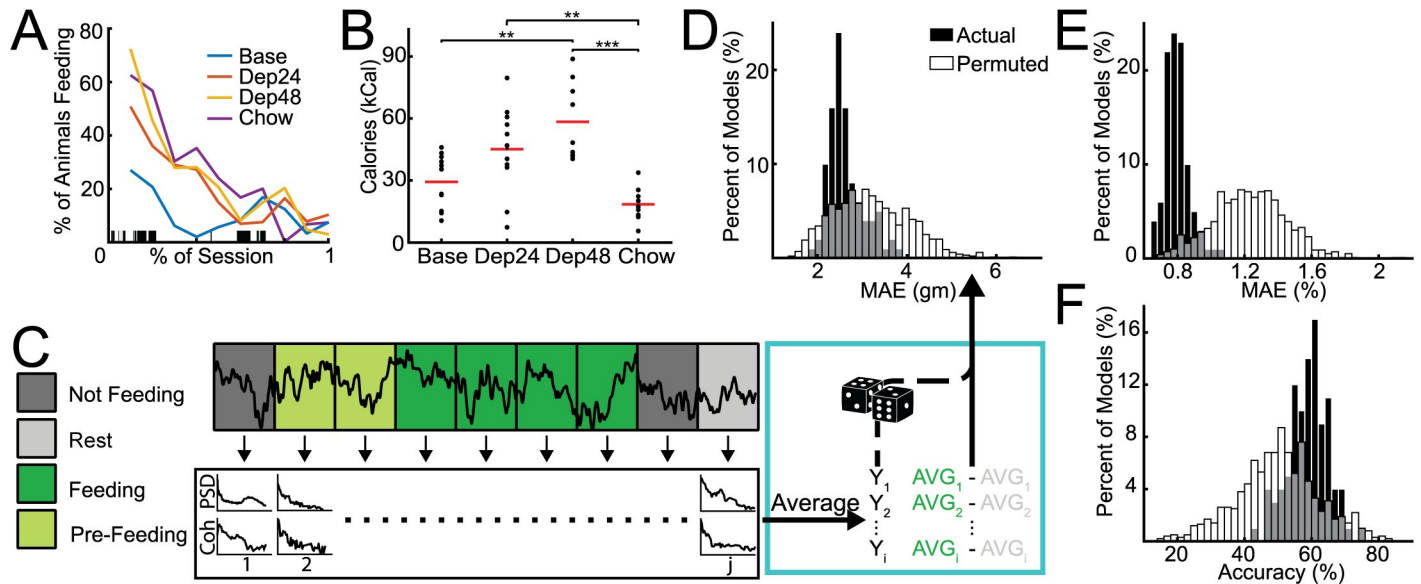 A
% of Animals Feeding
80
60
40
20
0
1
% of Session
Base
Dep24
Dep48
Chow
B
Calories (kCal)
90
60
30
0
**
**
***
Base Dep24 Dep48 Chow
D
Percent of Models (%)
20
10
2 4 6
MAE (gm)
Actual
Permuted
E
Percent of Models (%)
20
10
0
0.8 1.2 1.6 2
MAE (%)
C
Not Feeding
Rest
Feeding
Pre-Feeding
PSD
Coh
1 2 j
Average
Y1 AVG1 - AVG1
Y2 AVG2 - AVG2
⋮ ⋮
Yi AVGi - AVGi
F
Percent of Models (%)
16
12
8
4
20 40 60 80
Accuracy (%)